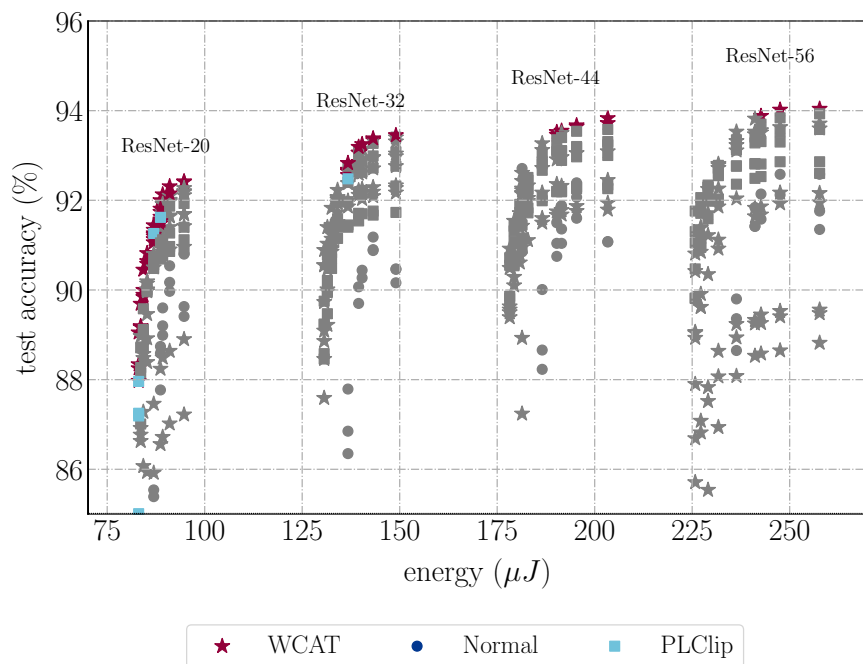 96
94
92
90
88
86
test accuracy (%)
ResNet-20
ResNet-32
ResNet-44
ResNet-56
75
100
125
150
175
200
225
250
energy (μJ)
WCAT
Normal
PLClip